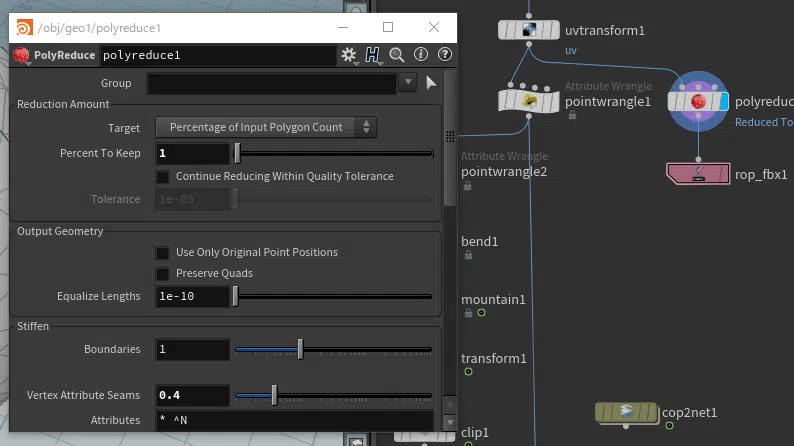 /obj/geo1/polyreduce1
PolyReduce polyreduce1
Group
Reduction Amount
Target Percentage of Input Polygon Count
Percent To Keep 1
Continue Reducing Within Quality Tolerance
Tolerance 1e-05
Output Geometry
Use Only Original Point Positions
Preserve Quads
Equalize Lengths 1e-10
Stiffen
Boundaries 1
Vertex Attribute Seams 0.4
Attributes * ^N
uvtransform1
uv
Attribute Wrangle
pointwrangle1
polyreduc
Reduced To
Attribute Wrangle
pointwrangle2
rop_fbx1
bend1
mountain1
transform1
cop2net1
clip1